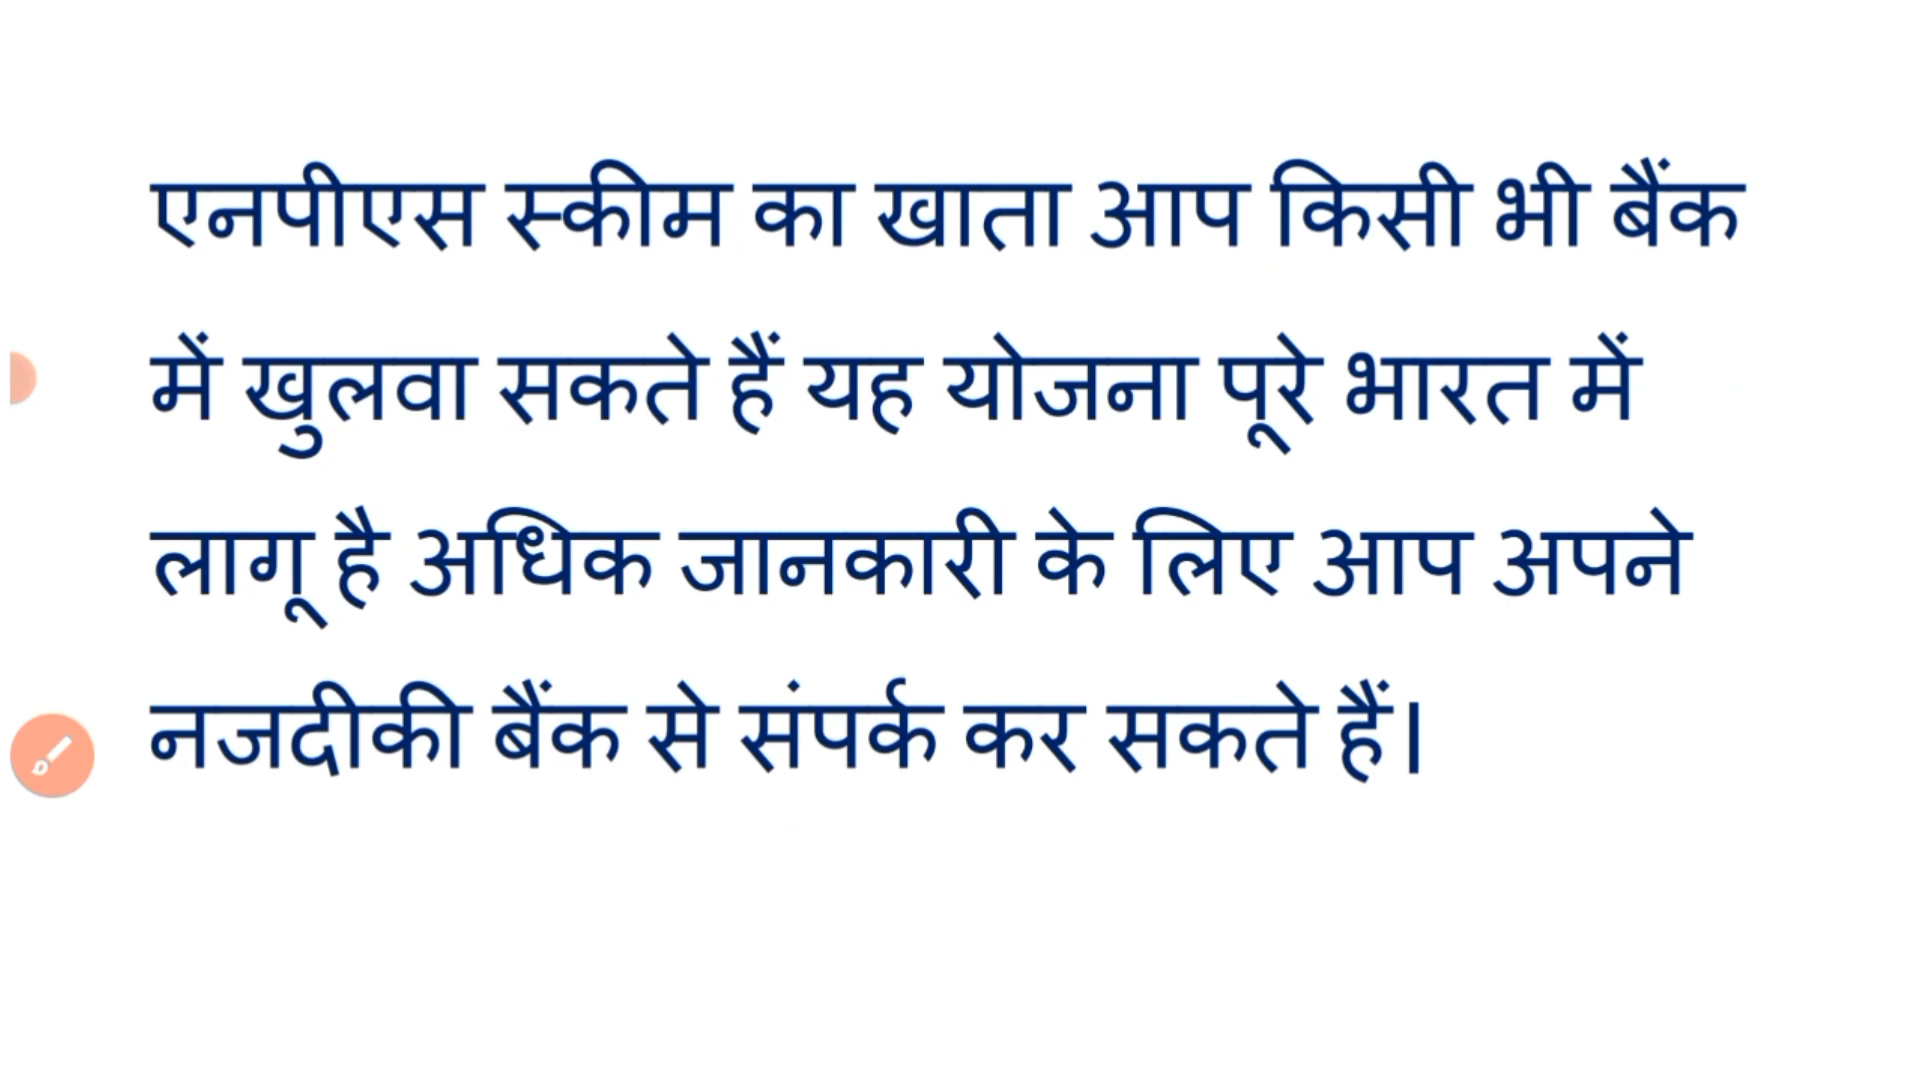 एनपीएस स्कीम का खाता आप किसी भी बैंक
में खुलवा सकते हैं यह योजना पूरे भारत में
लागू है अधिक जानकारी के लिए आप अपने
नजदीकी बैंक से संपर्क कर सकते हैं।